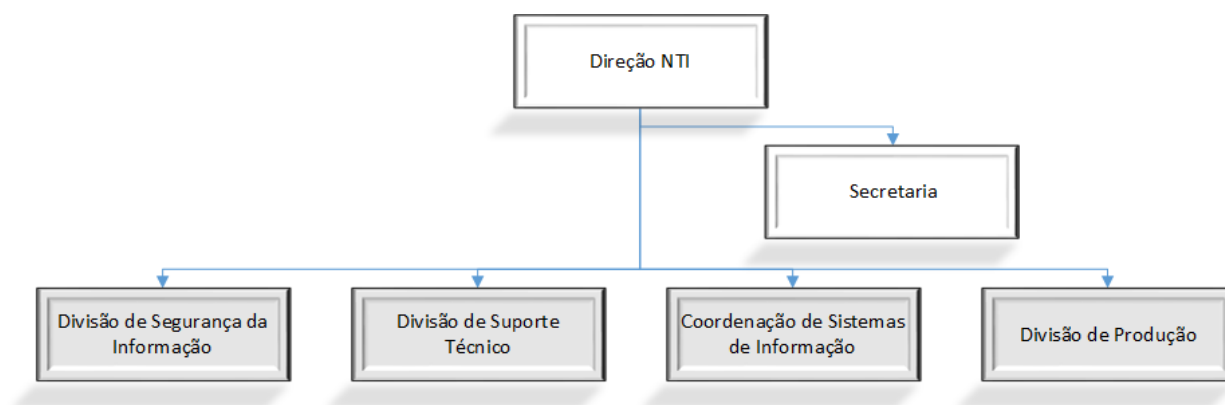 Direção NTI
Secretaria
Divisão de Segurança da
Informação
Divisão de Suporte
Técnico
Coordenação de Sistemas
de Informação
Divisão de Produção